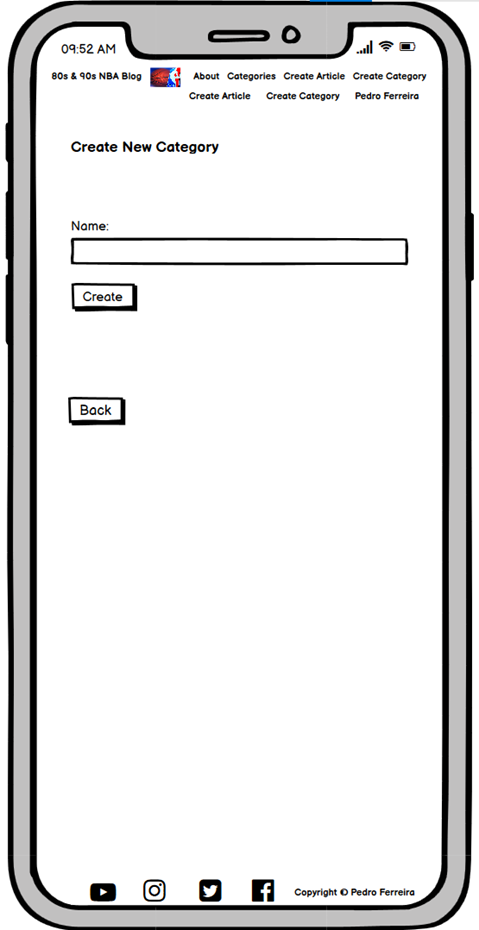 09:52 AM
80s & 90s NBA Blog About Categories Create Article Create Category
Create Article Create Category Pedro Ferreira
Create New Category
Name:
Create
Back
Copyright © Pedro Ferreira